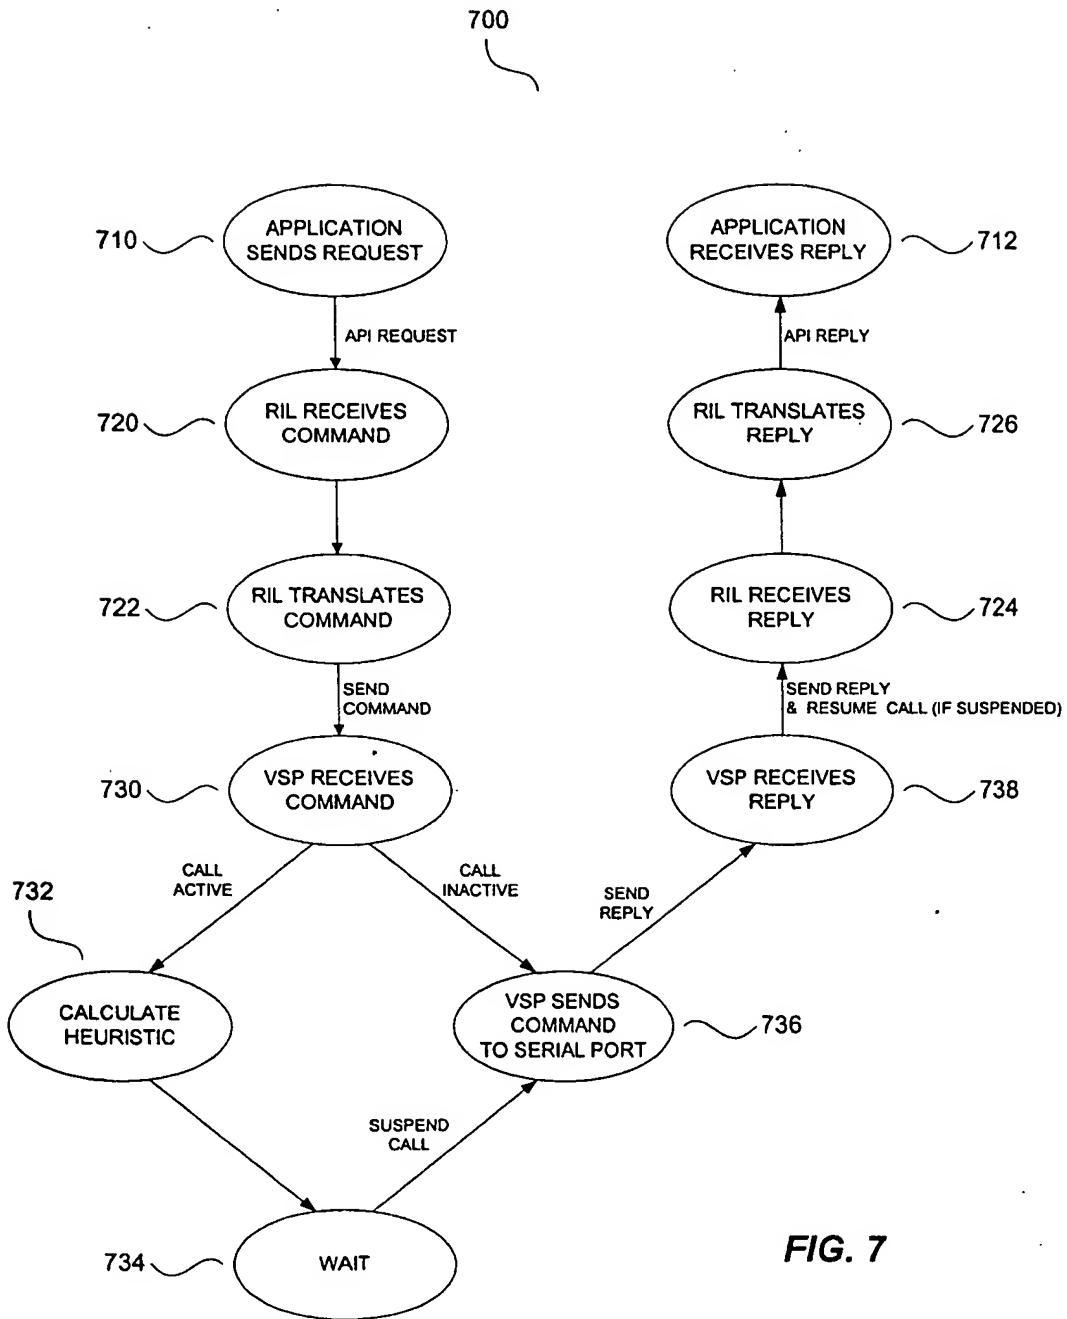 700
APPLICATION
SENDS REQUEST
710
APPLICATION
RECEIVES REPLY
712
API REQUEST
API REPLY
RIL RECEIVES
COMMAND
720
RIL TRANSLATES
REPLY
726
RIL TRANSLATES
COMMAND
722
RIL RECEIVES
REPLY
724
SEND
COMMAND
SEND REPLY
& RESUME CALL (IF SUSPENDED)
VSP RECEIVES
COMMAND
730
VSP RECEIVES
REPLY
738
CALL
ACTIVE
CALL
INACTIVE
SEND
REPLY
732
CALCULATE
HEURISTIC
VSP SENDS
COMMAND
TO SERIAL PORT
736
SUSPEND
CALL
734
WAIT
FIG. 7